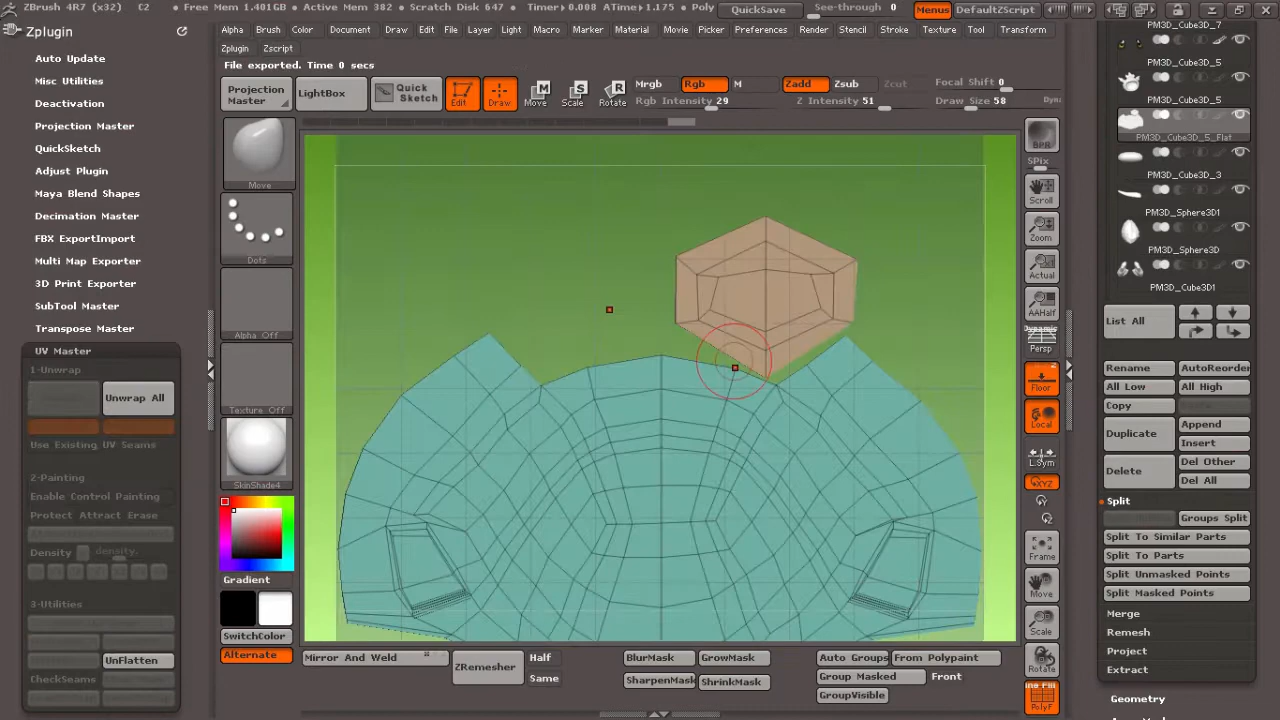 ZBrush 4R7 (x32) C2 • Free Mem 1.401GB • Active Mem 382 • Scratch Disk 647 • Timer▸0.008 ATime▸1.175 • Poly QuickSave See-through 0 Menus DefaultZScript
Zplugin
Alpha Brush Color Document Draw Edit File Layer Light Macro Marker Material Movie Picker Preferences Render Stencil Stroke Texture Tool Transform
Zplugin Zscript
File exported. Time 0 secs
Projection Master
LightBox
Quick Sketch
Edit
Draw
Move
Scale
Rotate
Mrgb Rgb M
Rgb Intensity 29
Zadd Zsub Zcut
Z Intensity 51
Focal Shift 0
Draw Size 58
Auto Update
Misc Utilities
Deactivation
Projection Master
QuickSketch
Adjust Plugin
Maya Blend Shapes
Decimation Master
FBX ExportImport
Multi Map Exporter
3D Print Exporter
SubTool Master
Transpose Master
UV Master
1-Unwrap
Unwrap All
Use Existing UV Seams
2-Painting
Enable Control Painting
Protect Attract Erase
Density
density.
3-Utilities
UnFlatten
CheckSeams
Move
Dots
Alpha Off
Texture Off
SkinShade4
Gradient
SwitchColor
Alternate
Mirror And Weld
ZRemesher
Half
Same
BlurMask GrowMask
SharpenMask ShrinkMask
Auto Groups From Polypaint
Group Masked Front
GroupVisible
BPR
SPix
Scroll
Zoom
Actual
AAHalf
Dynamic
Persp
Floor
Local
L.Sym
XYZ
Frame
Move
Scale
Rotate
PolyF
PM3D_Cube3D_7
PM3D_Cube3D_5
PM3D_Cube3D_5
PM3D_Cube3D_5_Flat
PM3D_Cube3D_3
PM3D_Sphere3D1
PM3D_Sphere3D
PM3D_Cube3D1
List All
Rename AutoReorder
All Low All High
Copy
Duplicate Append
Insert
Delete Del Other
Del All
Split
Groups Split
Split To Similar Parts
Split To Parts
Split Unmasked Points
Split Masked Points
Merge
Remesh
Project
Extract
Geometry